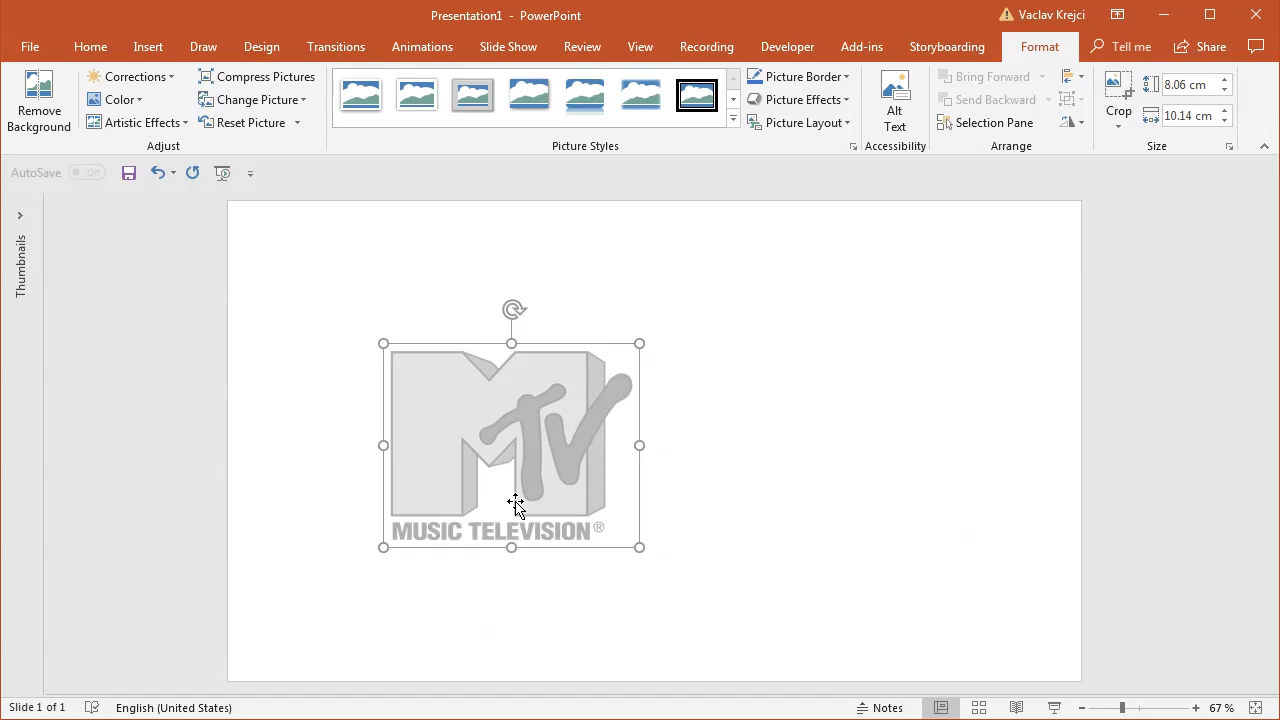 Presentation1 - PowerPoint
Vaclav Krejci
File Home Insert Draw Design Transitions Animations Slide Show Review View Recording Developer Add-ins Storyboarding Format Tell me Share
Remove Background
Corrections
Color
Artistic Effects
Compress Pictures
Change Picture
Reset Picture
Adjust
Picture Styles
Picture Border
Picture Effects
Picture Layout
Alt Text
Accessibility
Bring Forward
Send Backward
Selection Pane
Arrange
Crop
8.06 cm
10.14 cm
Size
AutoSave Off
Thumbnails
MTV
MUSIC TELEVISION®
Slide 1 of 1 English (United States) Notes 67 %